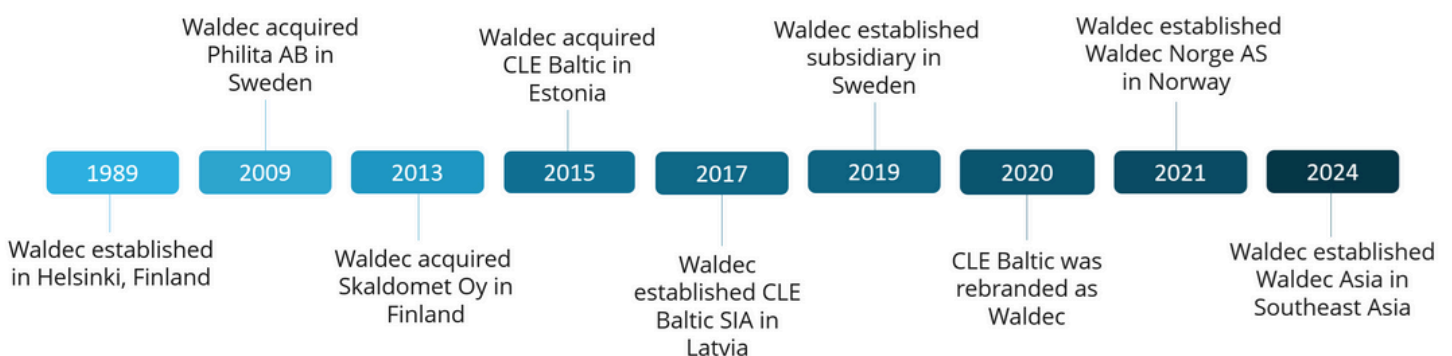 Waldec acquired
Philita AB in
Sweden
Waldec acquired
CLE Baltic in
Estonia
Waldec established
subsidiary in
Sweden
Waldec established
Waldec Norge AS
in Norway
1989
2009
2013
2015
2017
2019
2020
2021
2024
Waldec established
in Helsinki, Finland
Waldec acquired
Skaldomet Oy in
Finland
Waldec
established CLE
Baltic SIA in
Latvia
CLE Baltic was
rebranded as
Waldec
Waldec established
Waldec Asia in
Southeast Asia